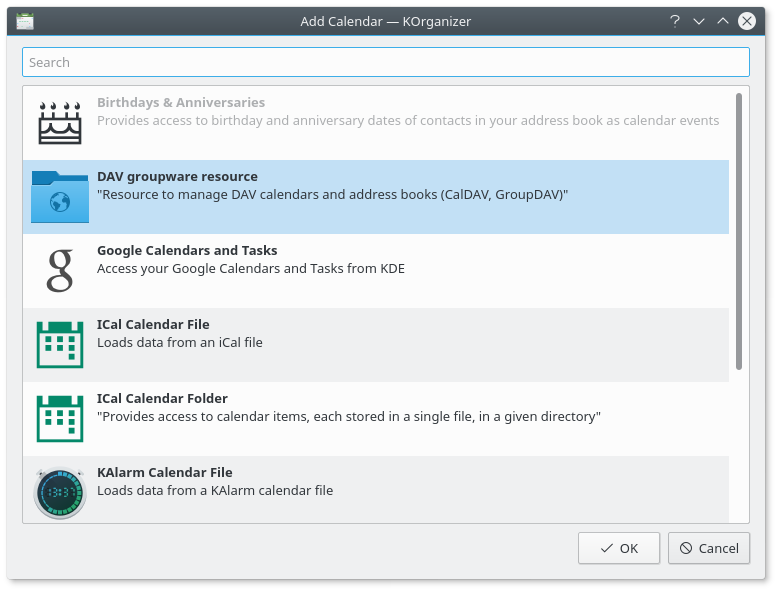 Add Calendar — KOrganizer
Search
Birthdays & Anniversaries
Provides access to birthday and anniversary dates of contacts in your address book as calendar events
DAV groupware resource
"Resource to manage DAV calendars and address books (CalDAV, GroupDAV)"
Google Calendars and Tasks
Access your Google Calendars and Tasks from KDE
ICal Calendar File
Loads data from an iCal file
ICal Calendar Folder
"Provides access to calendar items, each stored in a single file, in a given directory"
KAlarm Calendar File
Loads data from a KAlarm calendar file
13:37
OK
Cancel